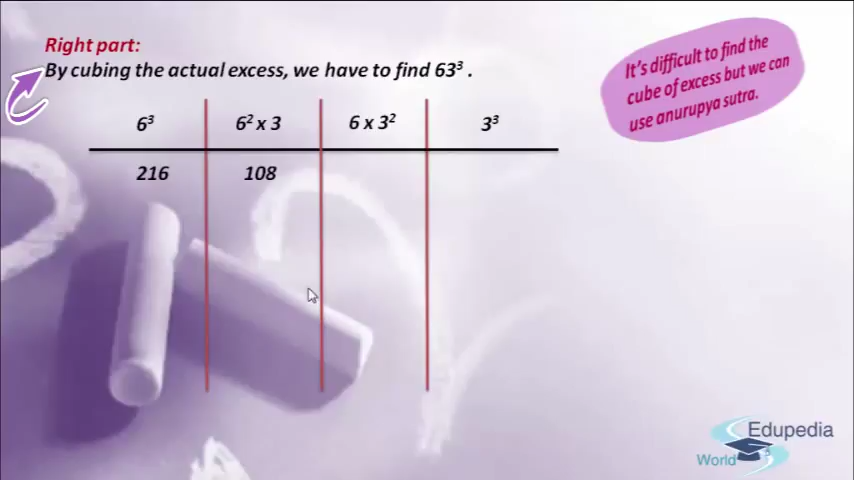 Right part:
By cubing the actual excess, we have to find 63³ .
It's difficult to find the
cube of excess but we can
use anurupya sutra.
6³ 6² x 3 6 x 3² 3³
216 108
Edupedia
World